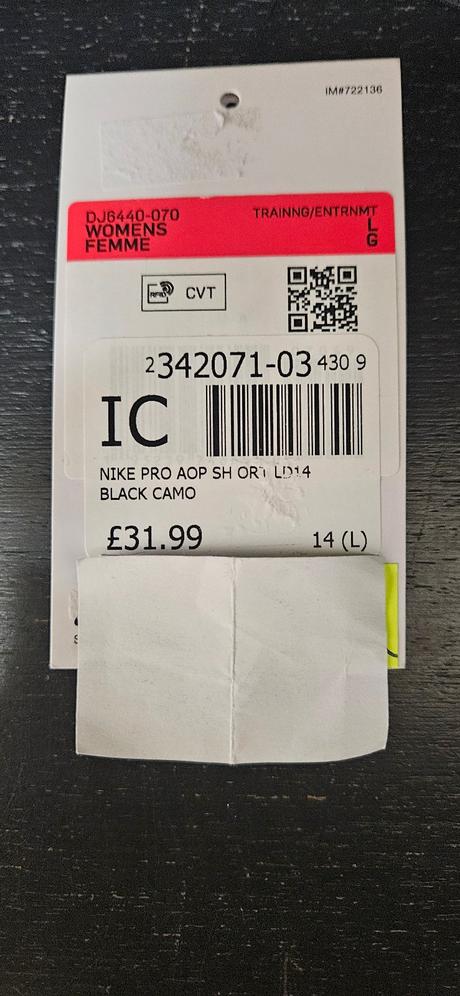 IM#722136
DJ6440-070 TRAINNG/ENTRNMT
WOMENS L
FEMME G
RFID CVT
2342071-03 430 9
IC
NIKE PRO AOP SH ORT LD14
BLACK CAMO
£31.99 14 (L)